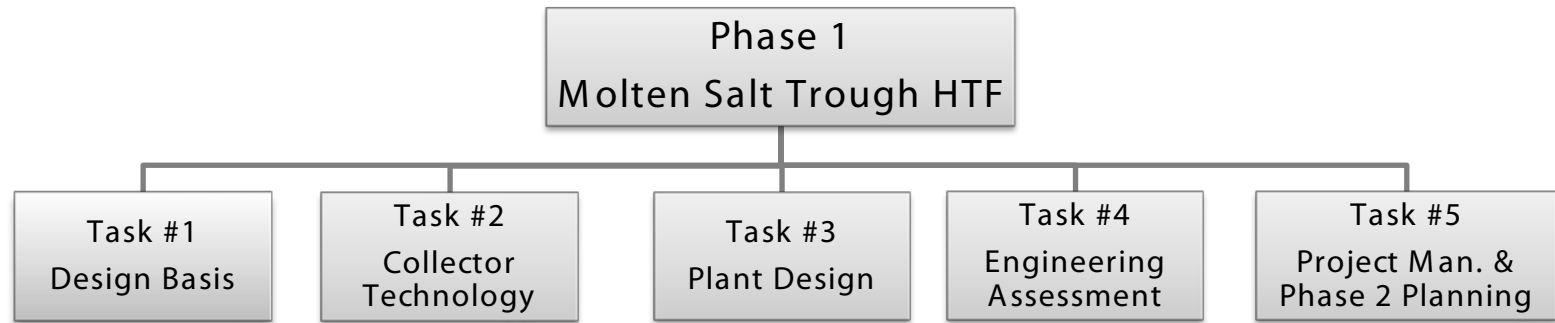 Phase 1
Molten Salt Trough HTF
Task #1
Design Basis
Task #2
Collector
Technology
Task #3
Plant Design
Task #4
Engineering
Assessment
Task #5
Project Man. &
Phase 2 Planning